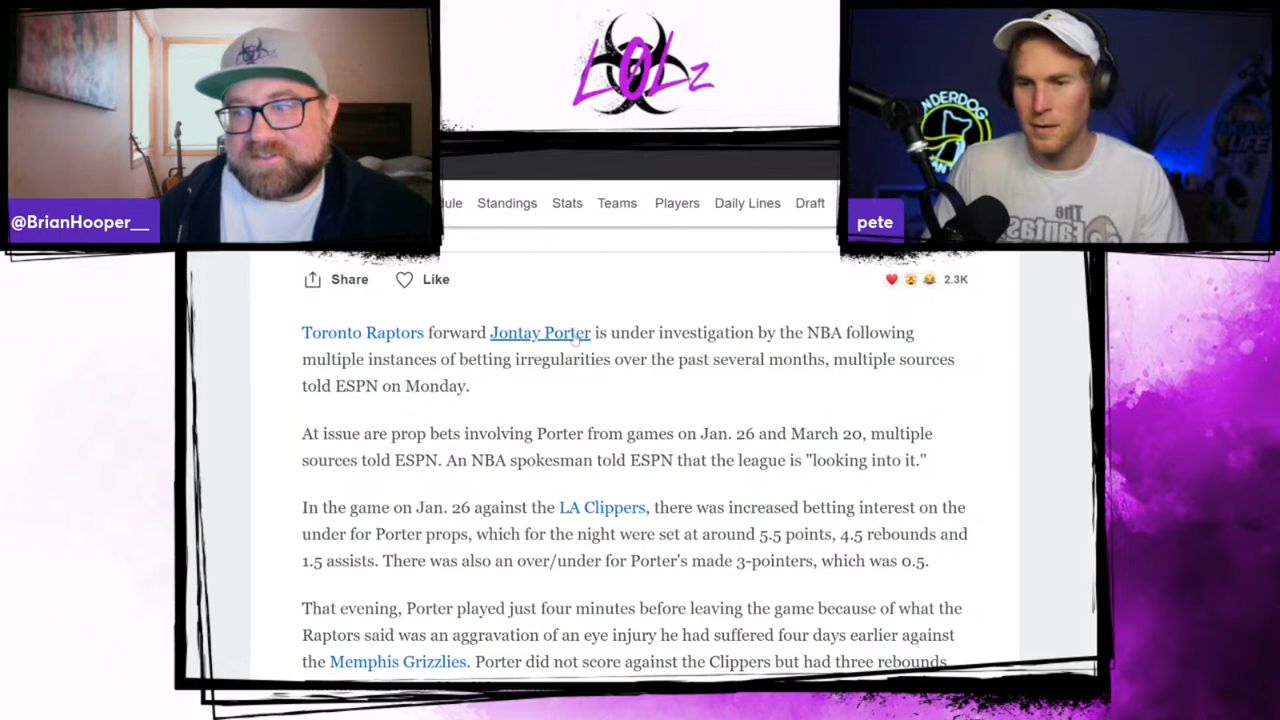 LOLz
NDERDOG
FANTASY
LIFE
The
Fantas
@BrianHooper__
pete
dule Standings Stats Teams Players Daily Lines Draft
Share Like 2.3K
Toronto Raptors forward Jontay Porter is under investigation by the NBA following
multiple instances of betting irregularities over the past several months, multiple sources
told ESPN on Monday.
At issue are prop bets involving Porter from games on Jan. 26 and March 20, multiple
sources told ESPN. An NBA spokesman told ESPN that the league is "looking into it."
In the game on Jan. 26 against the LA Clippers, there was increased betting interest on the
under for Porter props, which for the night were set at around 5.5 points, 4.5 rebounds and
1.5 assists. There was also an over/under for Porter's made 3-pointers, which was 0.5.
That evening, Porter played just four minutes before leaving the game because of what the
Raptors said was an aggravation of an eye injury he had suffered four days earlier against
the Memphis Grizzlies. Porter did not score against the Clippers but had three rebounds